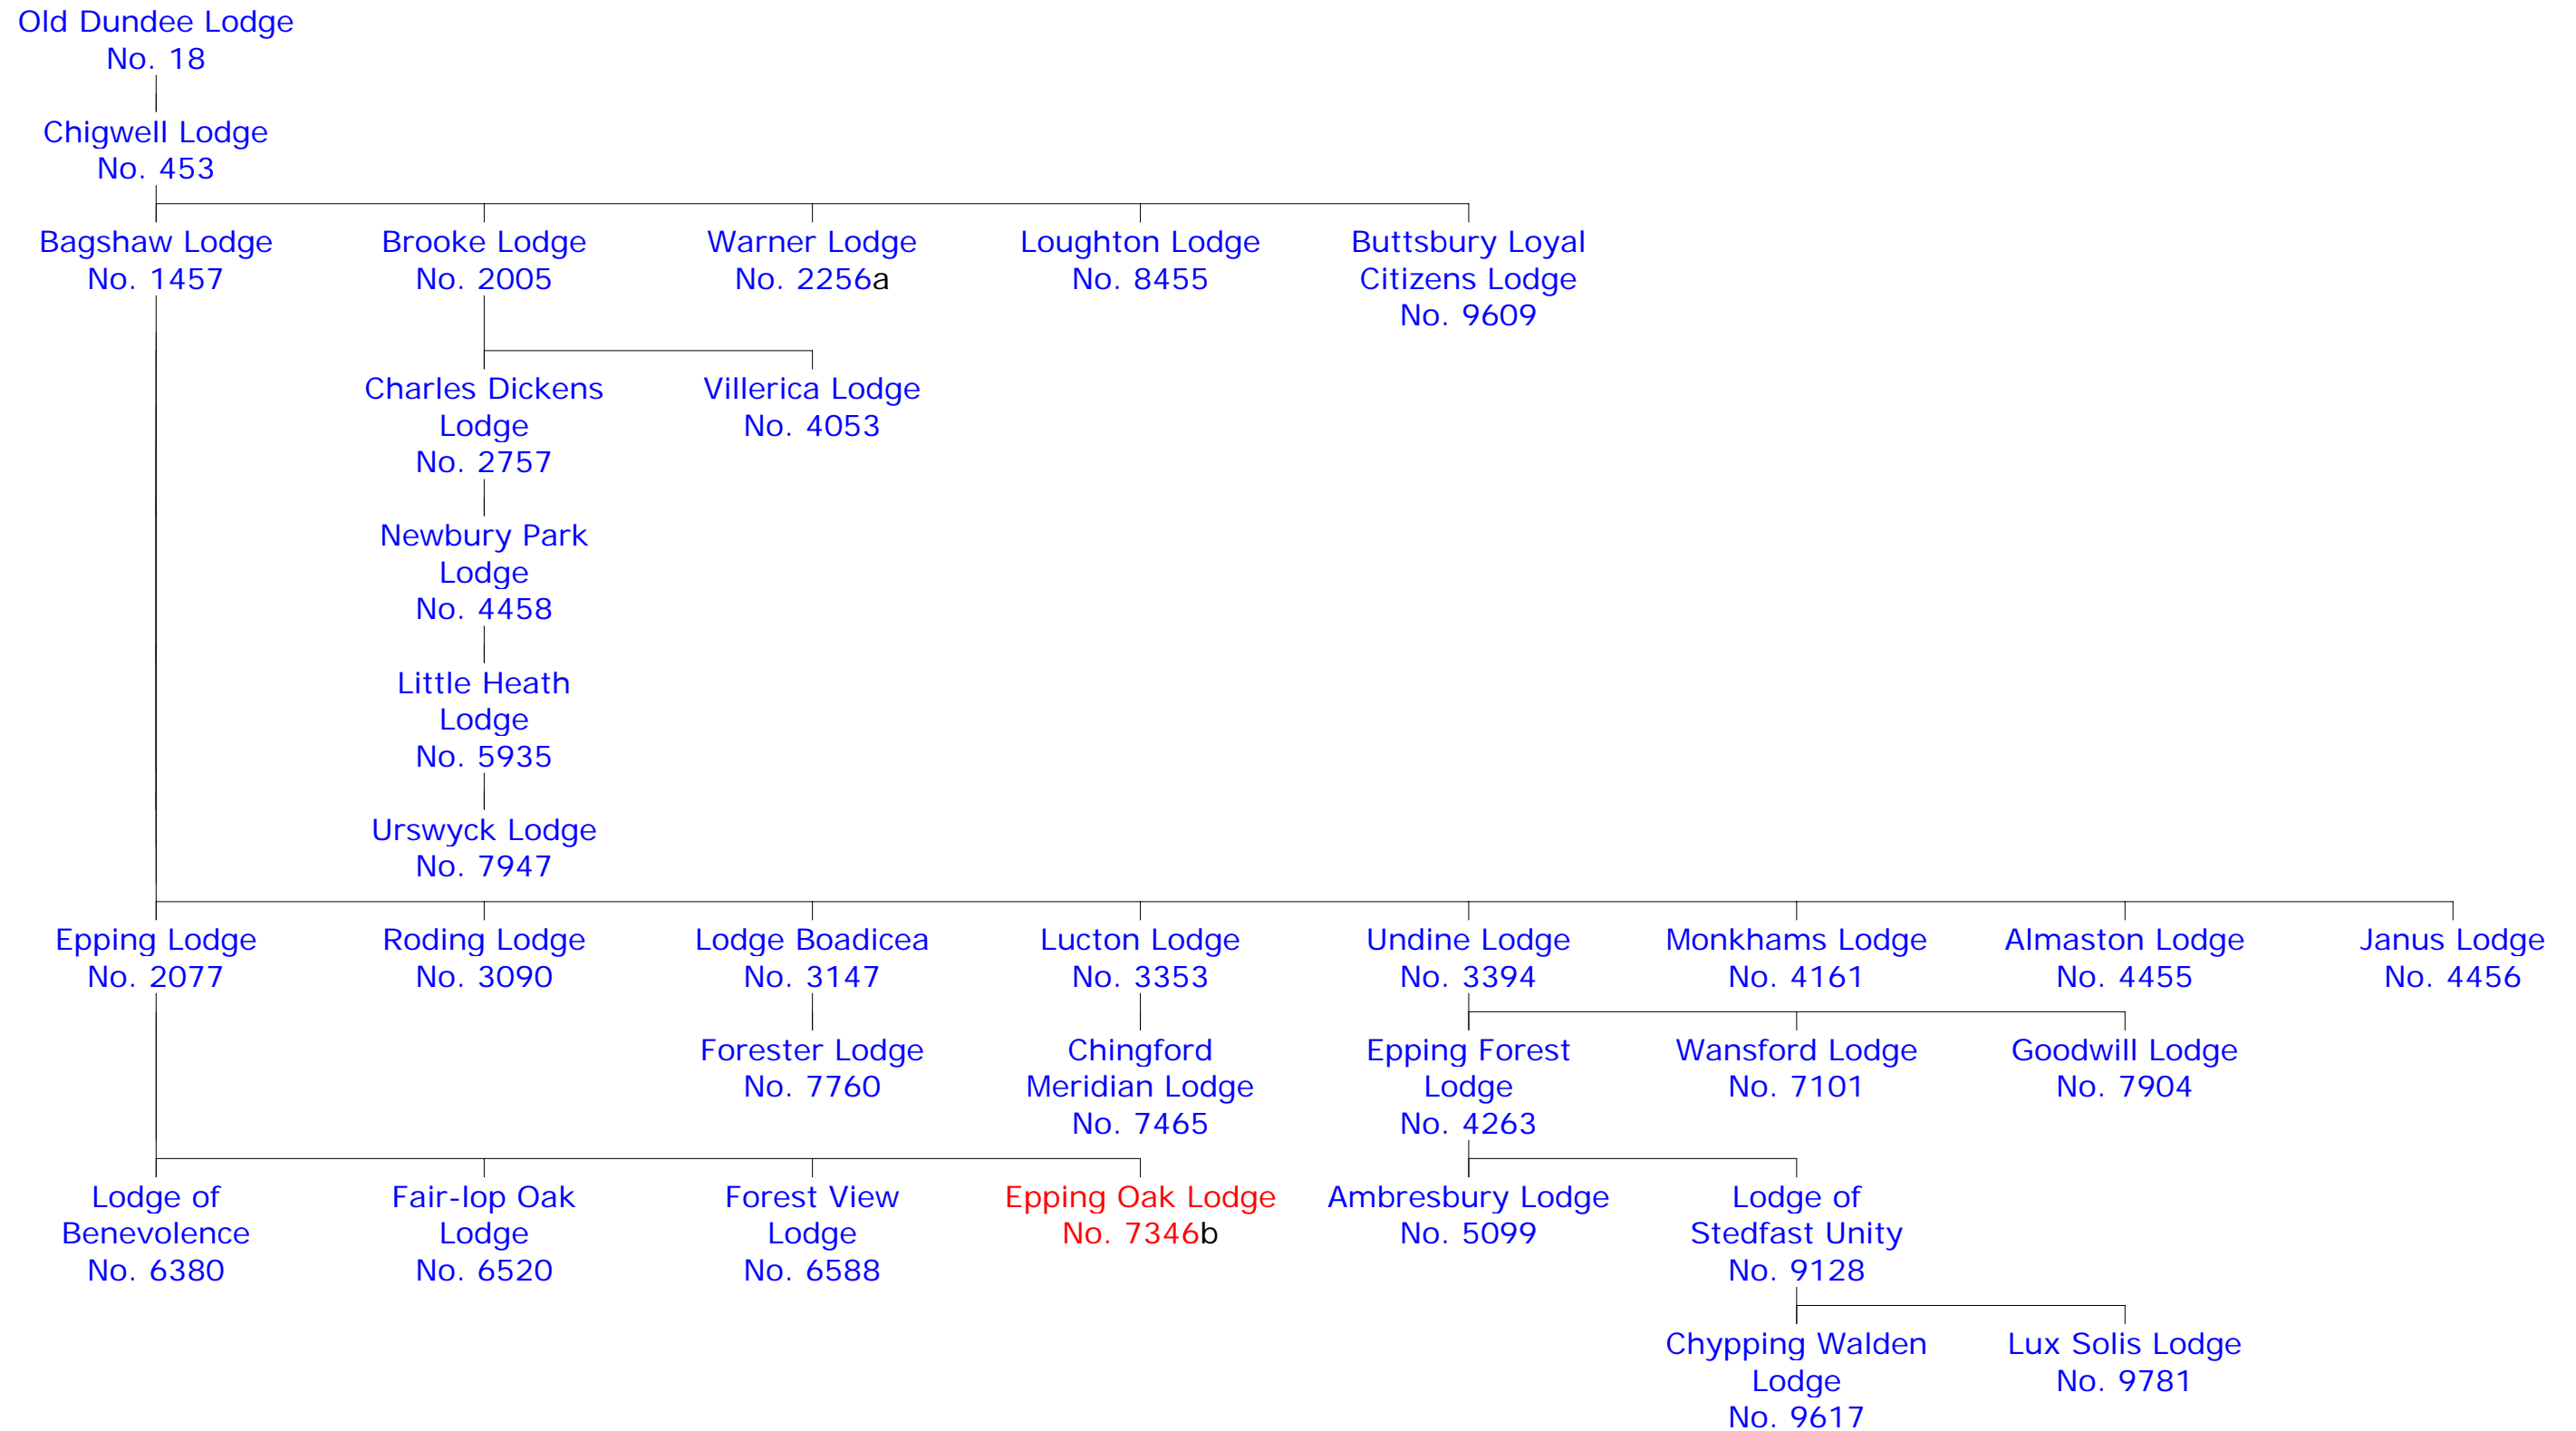 Old Dundee Lodge
No. 18
Chigwell Lodge
No. 453
Bagshaw Lodge
No. 1457
Brooke Lodge
No. 2005
Warner Lodge
No. 2256a
Loughton Lodge
No. 8455
Buttsbury Loyal
Citizens Lodge
No. 9609
Charles Dickens
Lodge
No. 2757
Villerica Lodge
No. 4053
Newbury Park
Lodge
No. 4458
Little Heath
Lodge
No. 5935
Urswyck Lodge
No. 7947
Epping Lodge
No. 2077
Roding Lodge
No. 3090
Lodge Boadicea
No. 3147
Lucton Lodge
No. 3353
Undine Lodge
No. 3394
Monkhams Lodge
No. 4161
Almaston Lodge
No. 4455
Janus Lodge
No. 4456
Forester Lodge
No. 7760
Chingford
Meridian Lodge
No. 7465
Epping Forest
Lodge
No. 4263
Wansford Lodge
No. 7101
Goodwill Lodge
No. 7904
Lodge of
Benevolence
No. 6380
Fair-lop Oak
Lodge
No. 6520
Forest View
Lodge
No. 6588
Epping Oak Lodge
No. 7346b
Ambresbury Lodge
No. 5099
Lodge of
Stedfast Unity
No. 9128
Chypping Walden
Lodge
No. 9617
Lux Solis Lodge
No. 9781